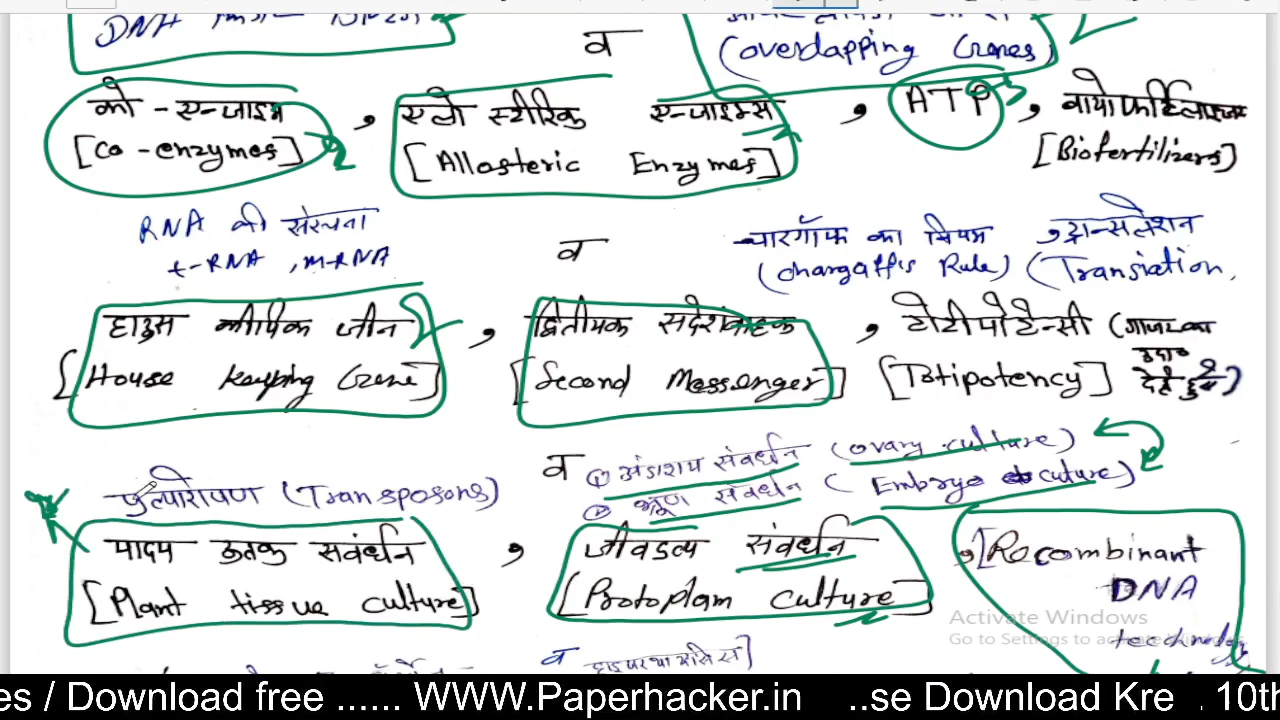 DNA
व
(overlapping Genes)
को - एन्जाइम , एलो स्टीरिक एन्जाइम्स , ATP , बायोफर्टिलाइजर
[Co-enzymes] [Allosteric Enzymes] [Biofertilizers]
RNA की संरचना व चारगॉफ का नियम , ट्रान्सलेशन
t-RNA , m-RNA (chargaff's Rule) (Transiation,
हाउस कीपिंक जीन , द्वितीयक संदेशवाहक , टोटीपोटेन्सी
[House Keeping Gene] [Second Messenger] [Totipotency]
व ① अंडाशय संवर्धन (ovary culture)
(Transposons) ② भ्रूण संवर्धन (Embryo cuture)
पादप ऊतक संवर्धन , जीवद्रव्य संवर्धन , [Recombinant
[Plant tissue culture] [Protoplam culture] DNA
Activate Windows
Go to Settings to activate Windows.
व
es / Download free ...... WWW.Paperhacker.in ..se Download Kre . 10th